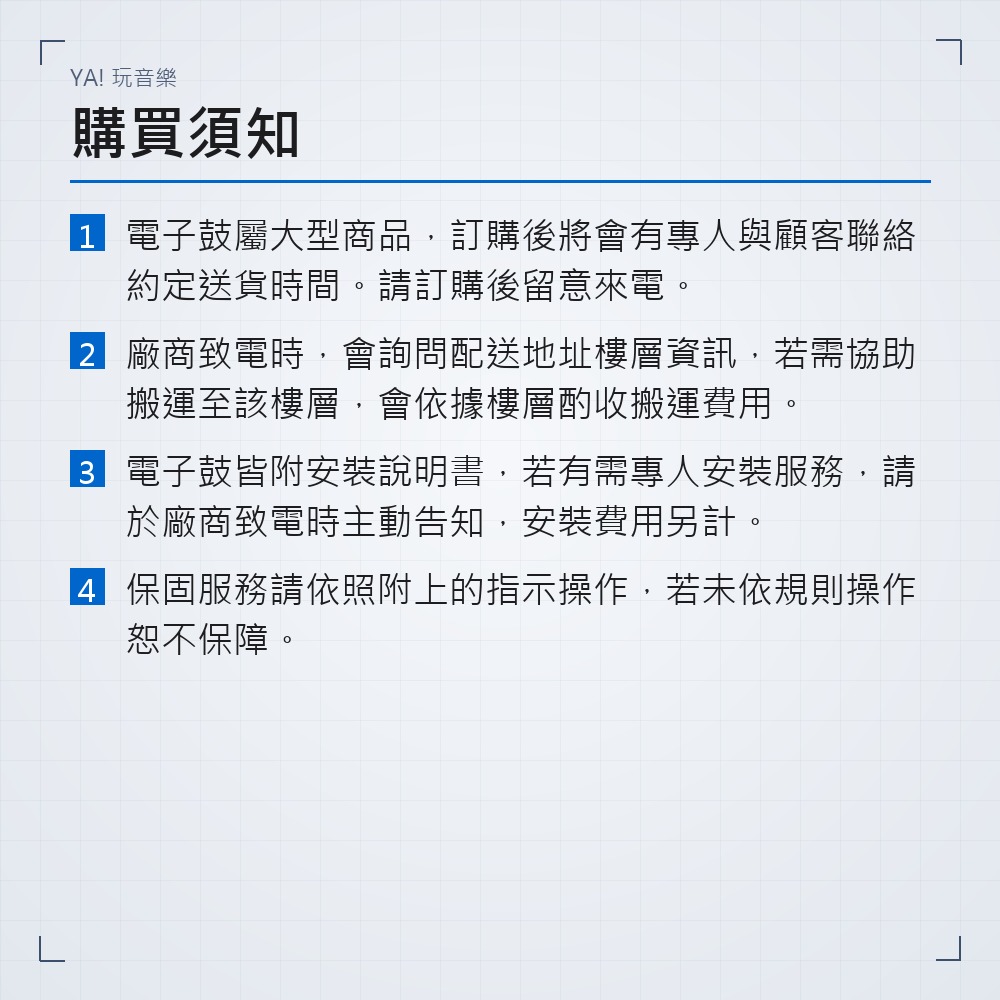 YA! 玩音樂
購買須知
1 電子鼓屬大型商品，訂購後將會有專人與顧客聯絡
約定送貨時間。請訂購後留意來電。
2 廠商致電時，會詢問配送地址樓層資訊，若需協助
搬運至該樓層，會依據樓層酌收搬運費用。
3 電子鼓皆附安裝說明書，若有需專人安裝服務，請
於廠商致電時主動告知，安裝費用另計。
4 保固服務請依照附上的指示操作，若未依規則操作
恕不保障。